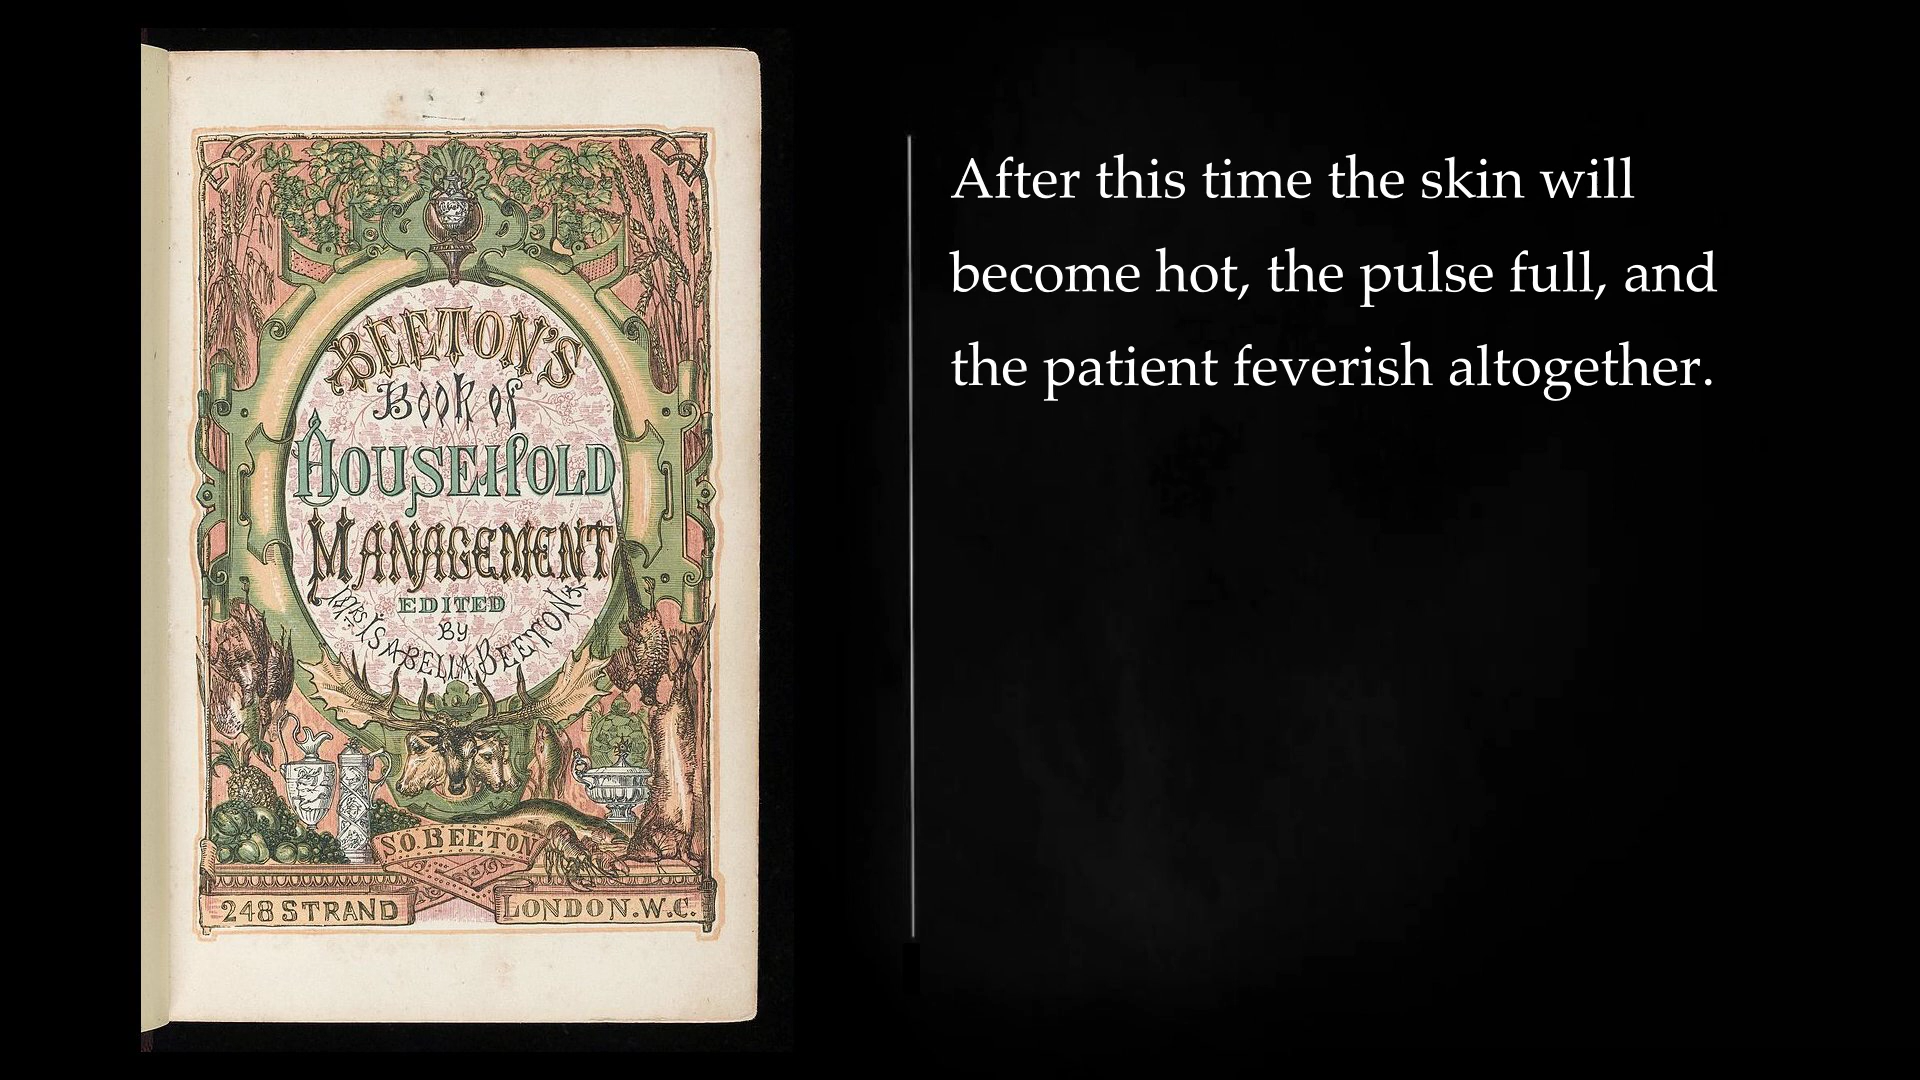 BEETON'S
Book of
HOUSEHOLD
MANAGEMENT
EDITED
By
Mrs ISABELLA BEETON
S.O. BEETON
248 STRAND
LONDON. W.C.
After this time the skin will
become hot, the pulse full, and
the patient feverish altogether.